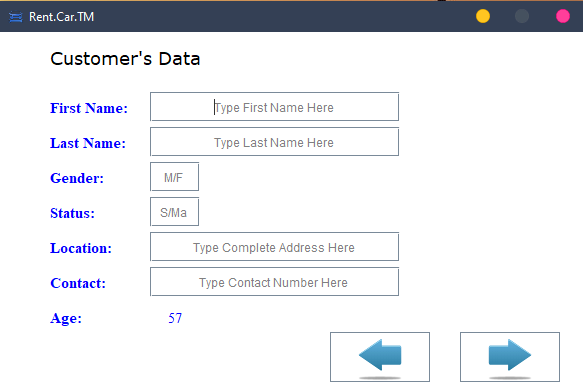 Rent.Car.TM
Customer's Data
First Name: Type First Name Here
Last Name: Type Last Name Here
Gender: M/F
Status: S/Ma
Location: Type Complete Address Here
Contact: Type Contact Number Here
Age: 57